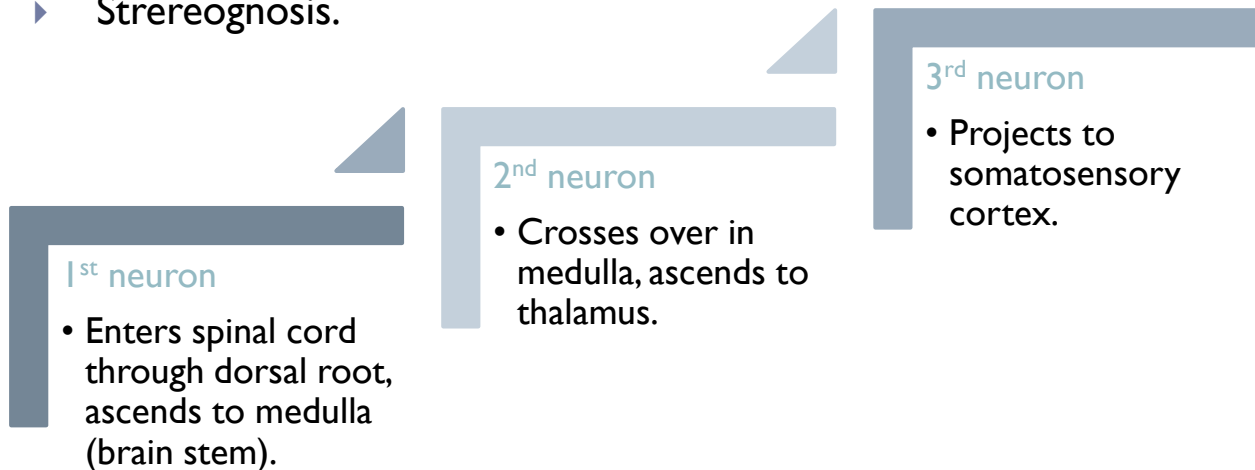 Strereognosis.
1st neuron
• Enters spinal cord
through dorsal root,
ascends to medulla
(brain stem).
2nd neuron
• Crosses over in
medulla, ascends to
thalamus.
3rd neuron
• Projects to
somatosensory
cortex.